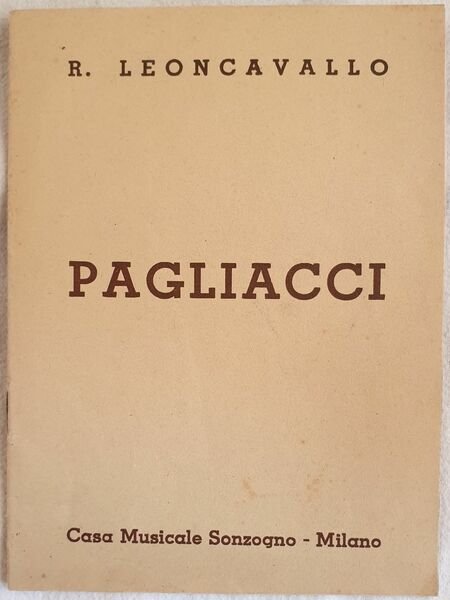 R. LEONCAVALLO
PAGLIACCI
Casa Musicale Sonzogno - Milano